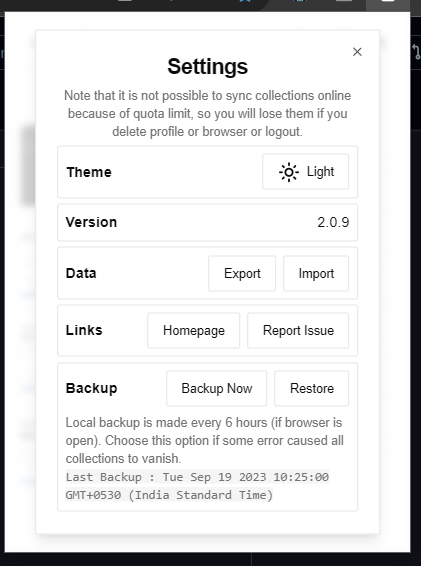 Settings
Note that it is not possible to sync collections online
because of quota limit, so you will lose them if you
delete profile or browser or logout.
Theme
Light
Version
2.0.9
Data
Export
Import
Links
Homepage
Report Issue
Backup
Backup Now
Restore
Local backup is made every 6 hours (if browser is
open). Choose this option if some error caused all
collections to vanish.
Last Backup : Tue Sep 19 2023 10:25:00
GMT+0530 (India Standard Time)